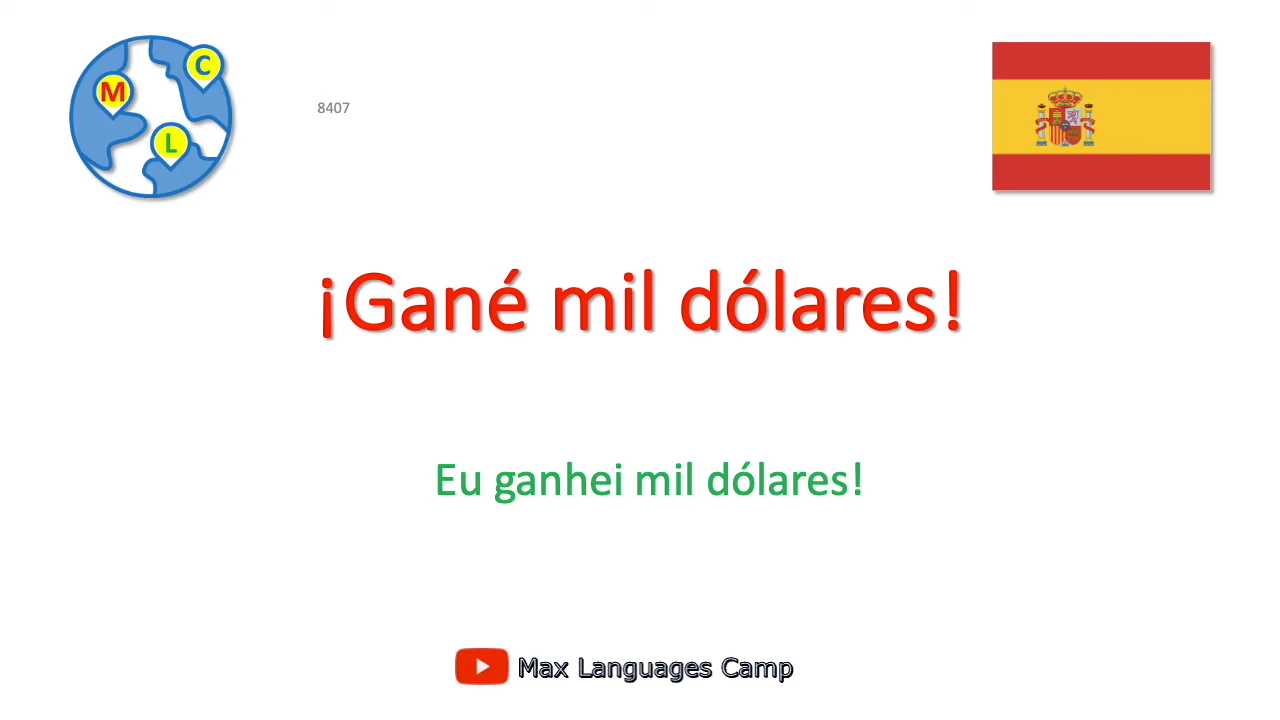 M
C
L
8407
¡Gané mil dólares!
Eu ganhei mil dólares!
Max Languages Camp